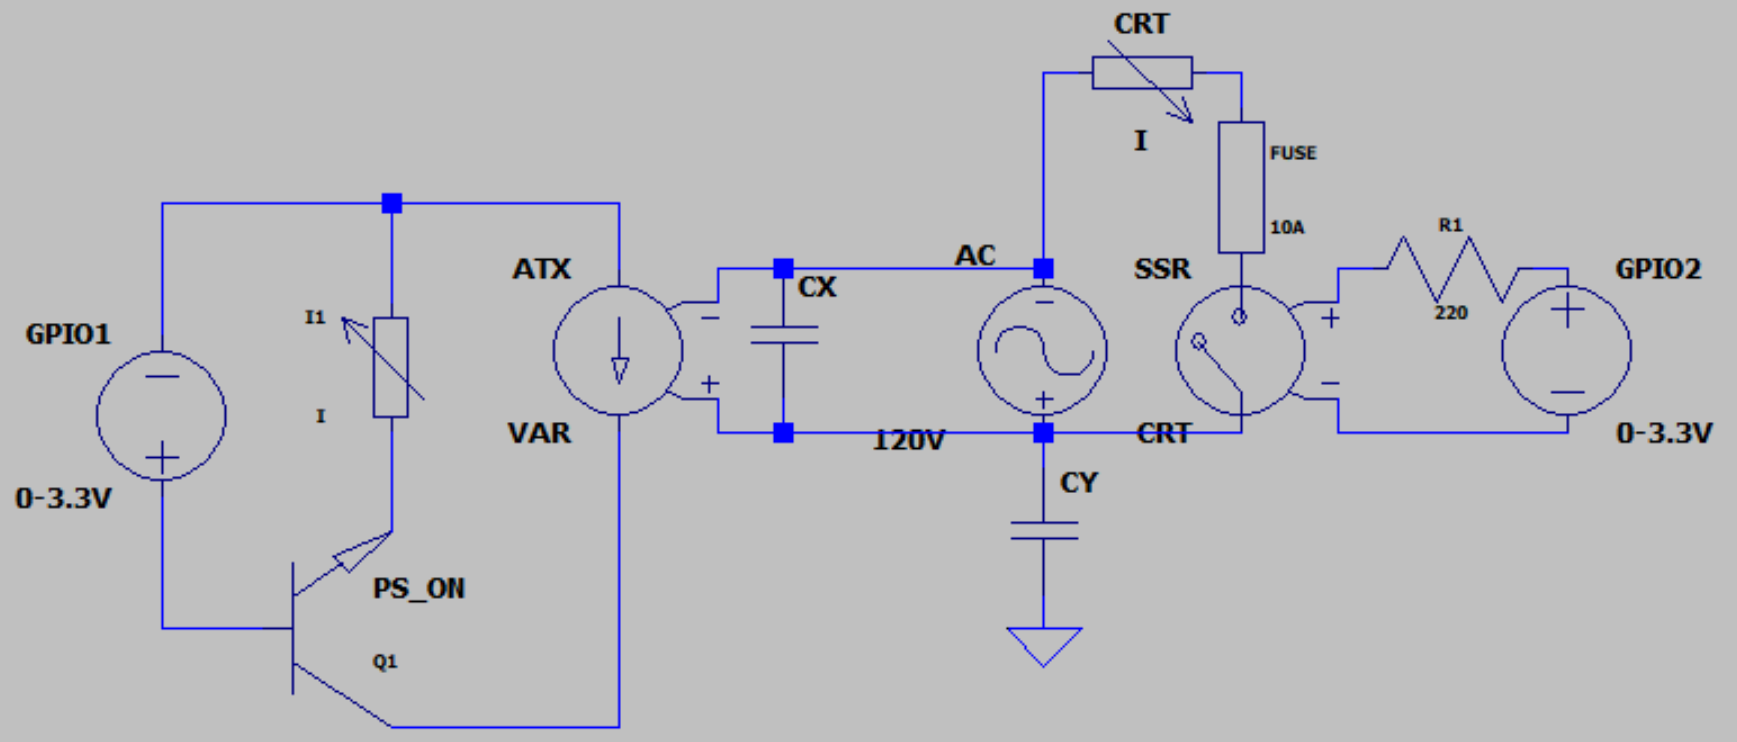 CRT
I
FUSE
10A
R1
220
AC
SSR
GPIO2
ATX
CX
I1
GPIO1
I
+
−
−
+
−
+
+
−
+
−
−
+
VAR
120V
CRT
0-3.3V
CY
0-3.3V
PS_ON
Q1